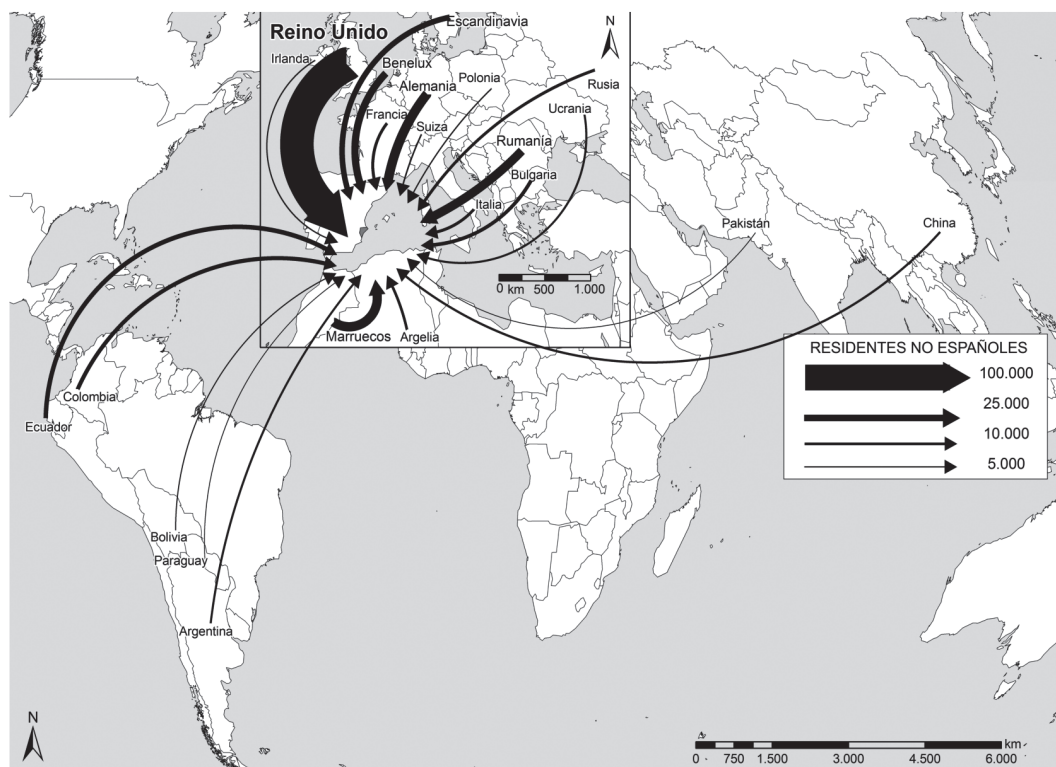 Reino Unido
Escandinavia
N
Irlanda
Benelux
Alemania
Polonia
Rusia
Francia
Suiza
Ucrania
Rumanía
Bulgaria
Italia
Pakistán
China
0 km 500 1.000
Marruecos
Argelia
RESIDENTES NO ESPAÑOLES
100.000
25.000
10.000
5.000
Colombia
Ecuador
Bolivia
Paraguay
Argentina
N
km
0 750 1.500 3.000 4.500 6.000